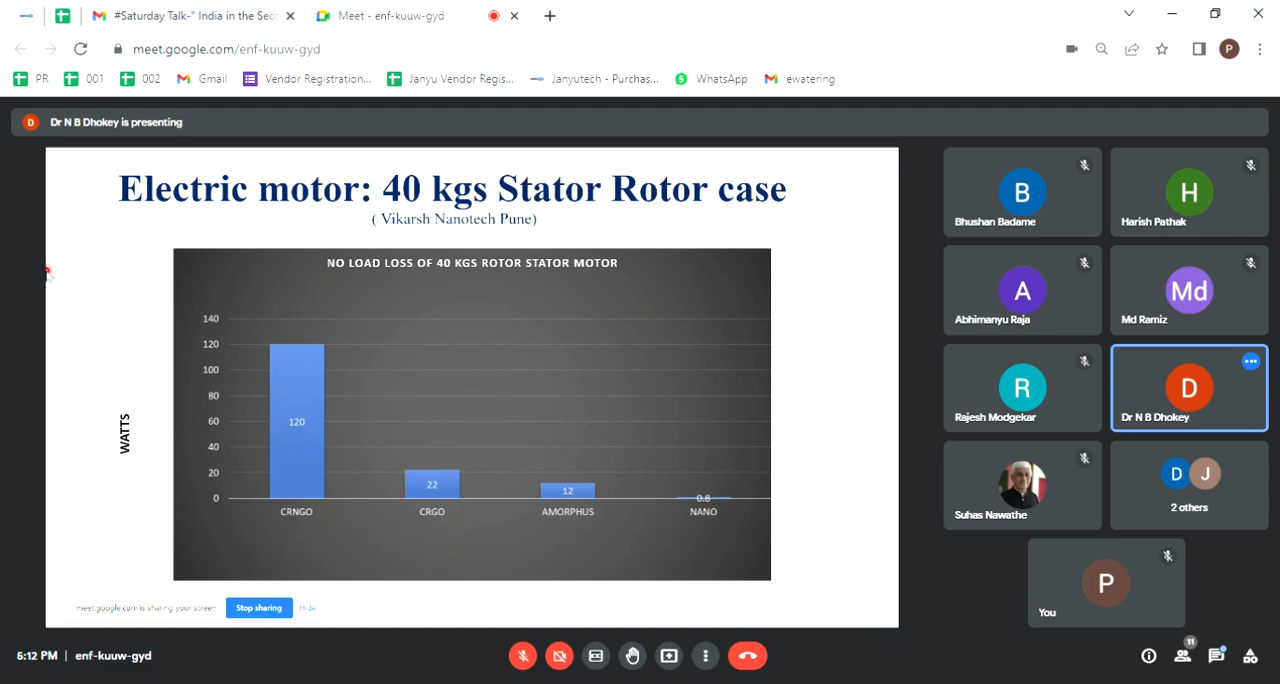 #Saturday Talk-" India in the Sec
Meet - enf-kuuw-gyd
meet.google.com/enf-kuuw-gyd
P
PR
001
002
Gmail
Vendor Registration...
Janyu Vendor Regis...
Janyutech - Purchas...
WhatsApp
ewatering
D
Dr N B Dhokey is presenting
Electric motor: 40 kgs Stator Rotor case
( Vikarsh Nanotech Pune)
NO LOAD LOSS OF 40 KGS ROTOR STATOR MOTOR
WATTS
140
120
100
80
60
40
20
0
120
22
12
0.8
CRNGO
CRGO
AMORPHUS
NANO
meet.google.com is sharing your screen
Stop sharing
Hide
B
Bhushan Badame
H
Harish Pathak
A
Abhimanyu Raja
Md
Md Ramiz
R
Rajesh Modgekar
D
Dr N B Dhokey
Suhas Nawathe
D
J
2 others
P
You
5:12 PM | enf-kuuw-gyd
11